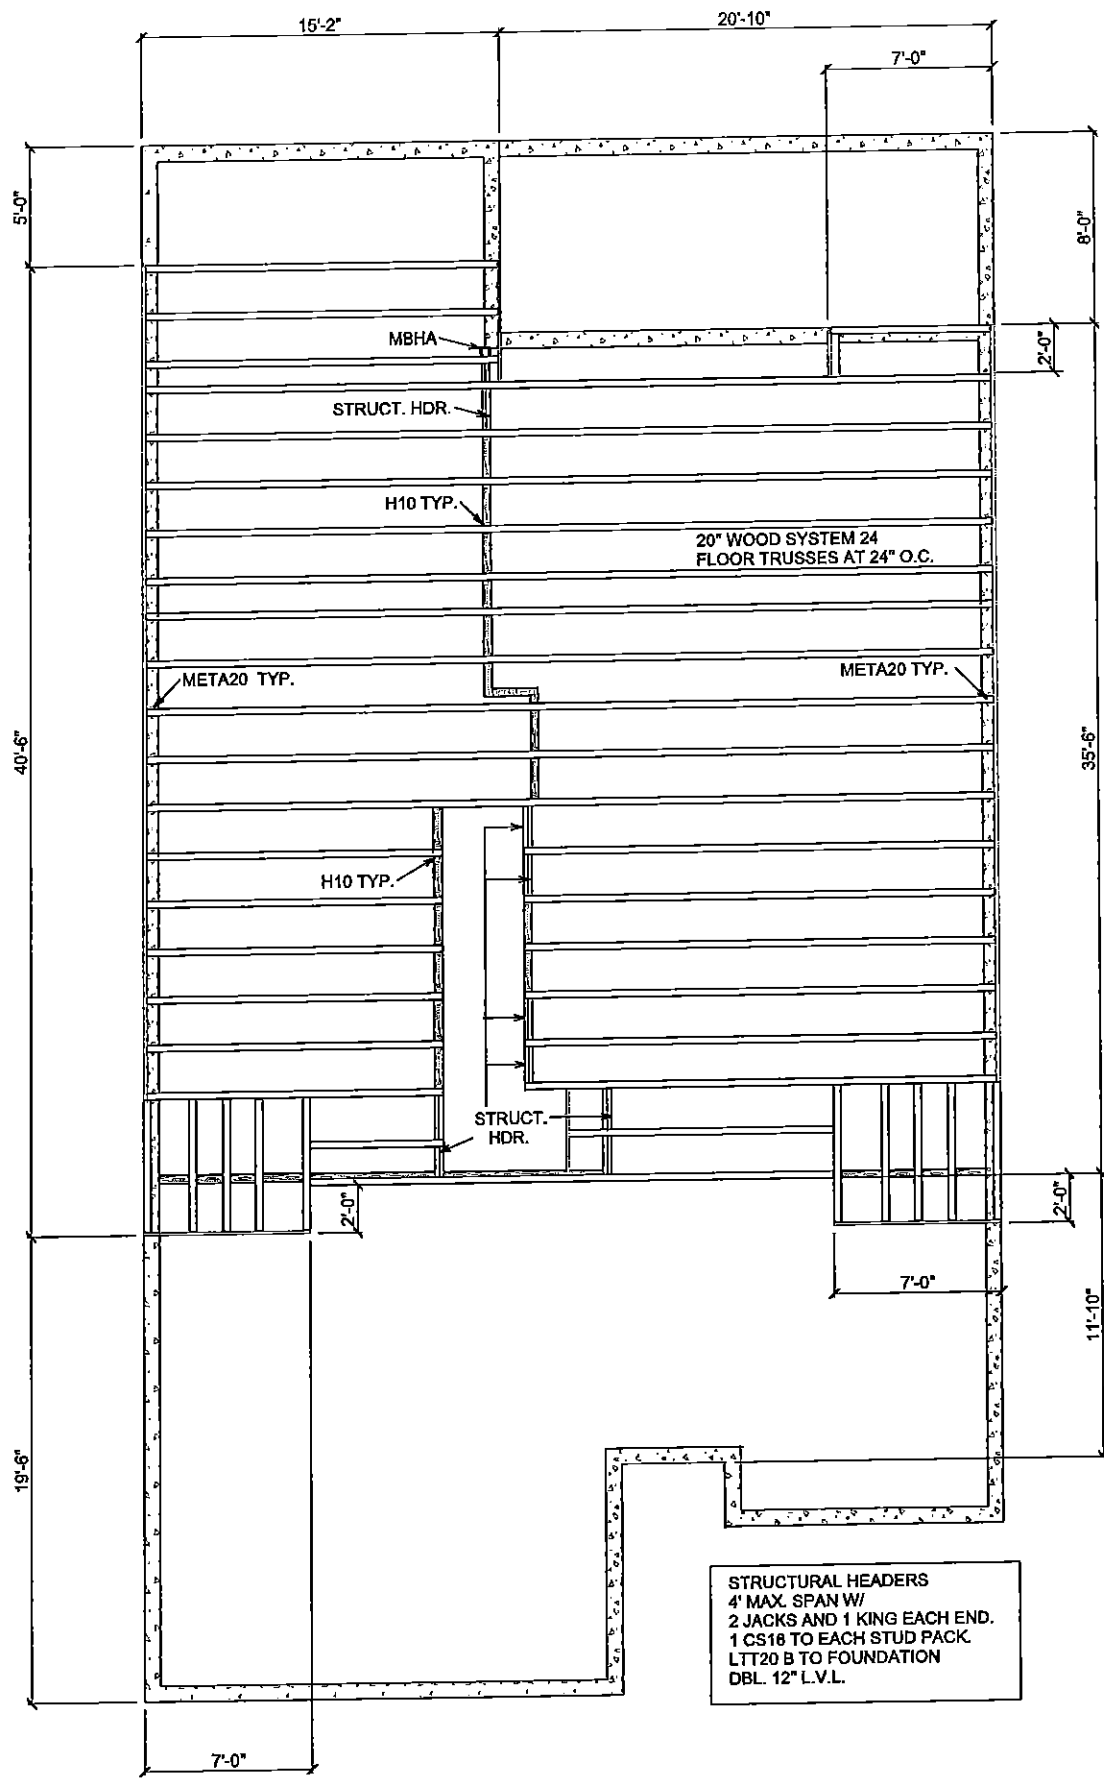 15'-2"
20'-10"
7'-0"
5'-0"
8'-0"
2'-0"
MBHA
STRUCT. HDR.
H10 TYP.
20" WOOD SYSTEM 24
FLOOR TRUSSES AT 24" O.C.
META20 TYP.
META20 TYP.
40'-6"
35'-6"
H10 TYP.
STRUCT.
HDR.
2'-0"
2'-0"
7'-0"
11'-10"
19'-6"
STRUCTURAL HEADERS
4' MAX. SPAN W/
2 JACKS AND 1 KING EACH END.
1 CS16 TO EACH STUD PACK.
LTT20 B TO FOUNDATION
DBL. 12" L.V.L.
7'-0"